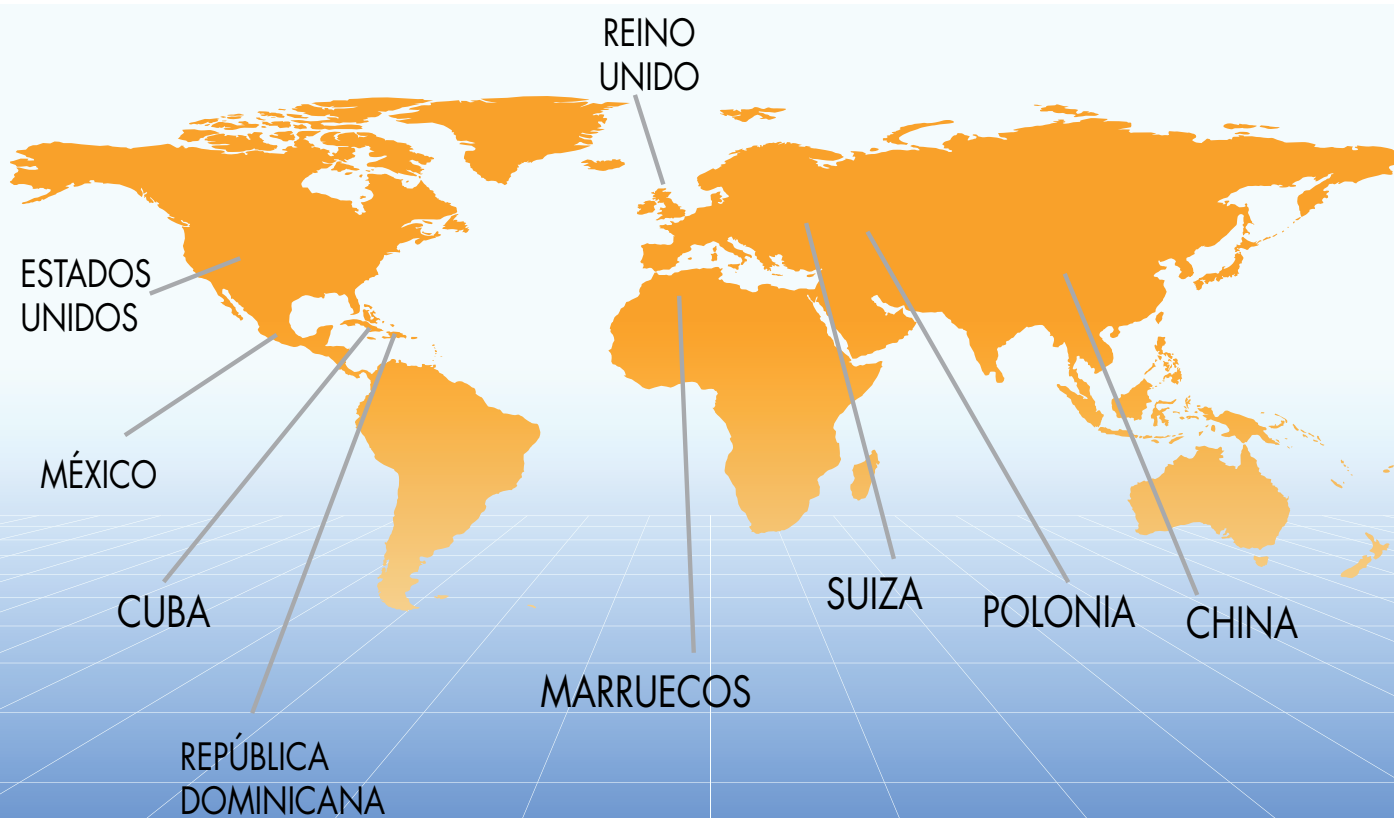 REINO
UNIDO
ESTADOS
UNIDOS
MÉXICO
CUBA
SUIZA
POLONIA
CHINA
MARRUECOS
REPÚBLICA
DOMINICANA